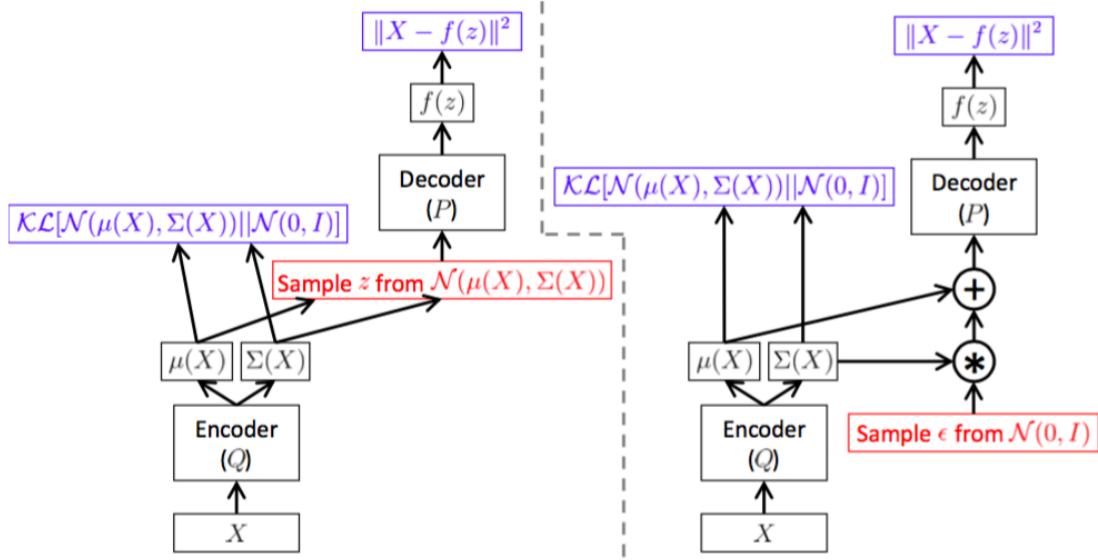 ‖X − f(z)‖²
f(z)
Decoder
(P)
𝒦ℒ[𝒩(μ(X), Σ(X))||𝒩(0, I)]
Sample z from 𝒩(μ(X), Σ(X))
μ(X)
Σ(X)
Encoder
(Q)
X
‖X − f(z)‖²
f(z)
Decoder
(P)
𝒦ℒ[𝒩(μ(X), Σ(X))||𝒩(0, I)]
+
μ(X)
Σ(X)
*
Encoder
(Q)
Sample ϵ from 𝒩(0, I)
X